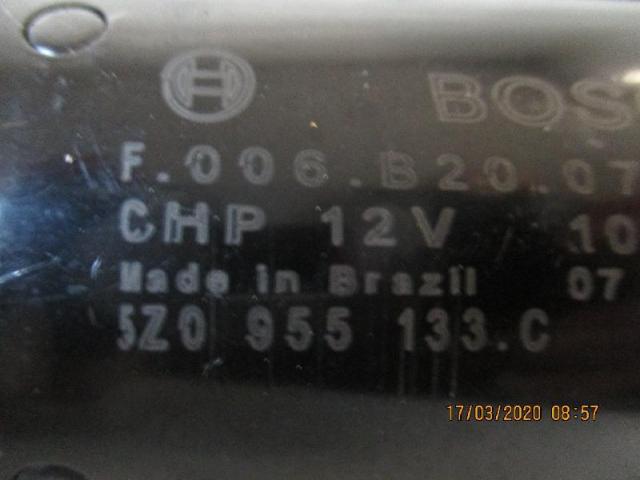 BOS
F.006.B20.07
CHP 12V 10
Made in Brazil 07
5Z0 955 133.C
17/03/2020 08:57